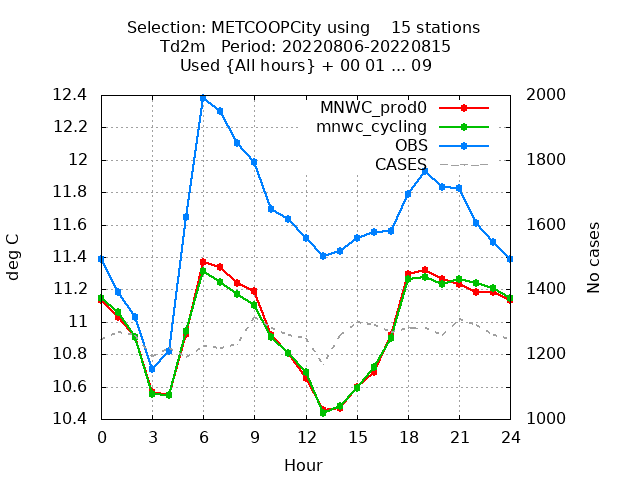 Selection: METCOOPCity using    15 stations
Td2m   Period: 20220806-20220815
Used {All hours} + 00 01 ... 09
12.4
12.2
12
11.8
11.6
11.4
11.2
11
10.8
10.6
10.4
deg C
MNWC_prod0
mnwc_cycling
OBS
CASES
2000
1800
1600
1400
1200
1000
No cases
0 3 6 9 12 15 18 21 24
Hour